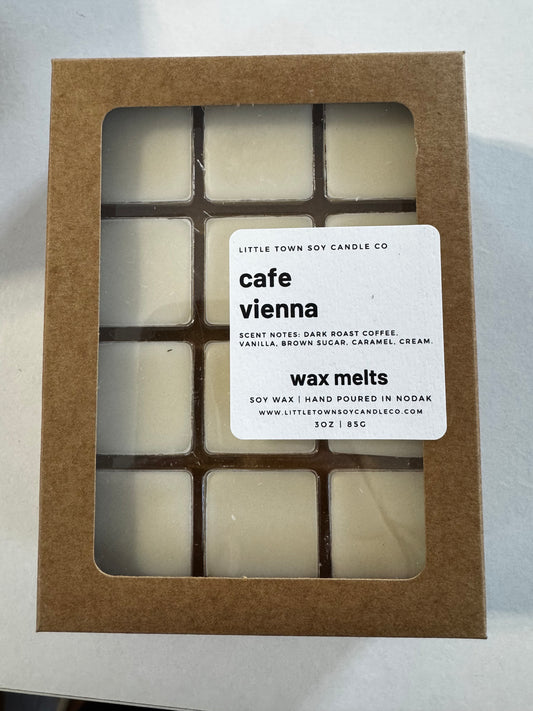 LITTLE TOWN SOY CANDLE CO
cafe
vienna
SCENT NOTES: DARK ROAST COFFEE,
VANILLA, BROWN SUGAR, CARAMEL, CREAM.
wax melts
SOY WAX | HAND POURED IN NODAK
WWW.LITTLETOWNSOYCANDLECO.COM
3OZ | 85G